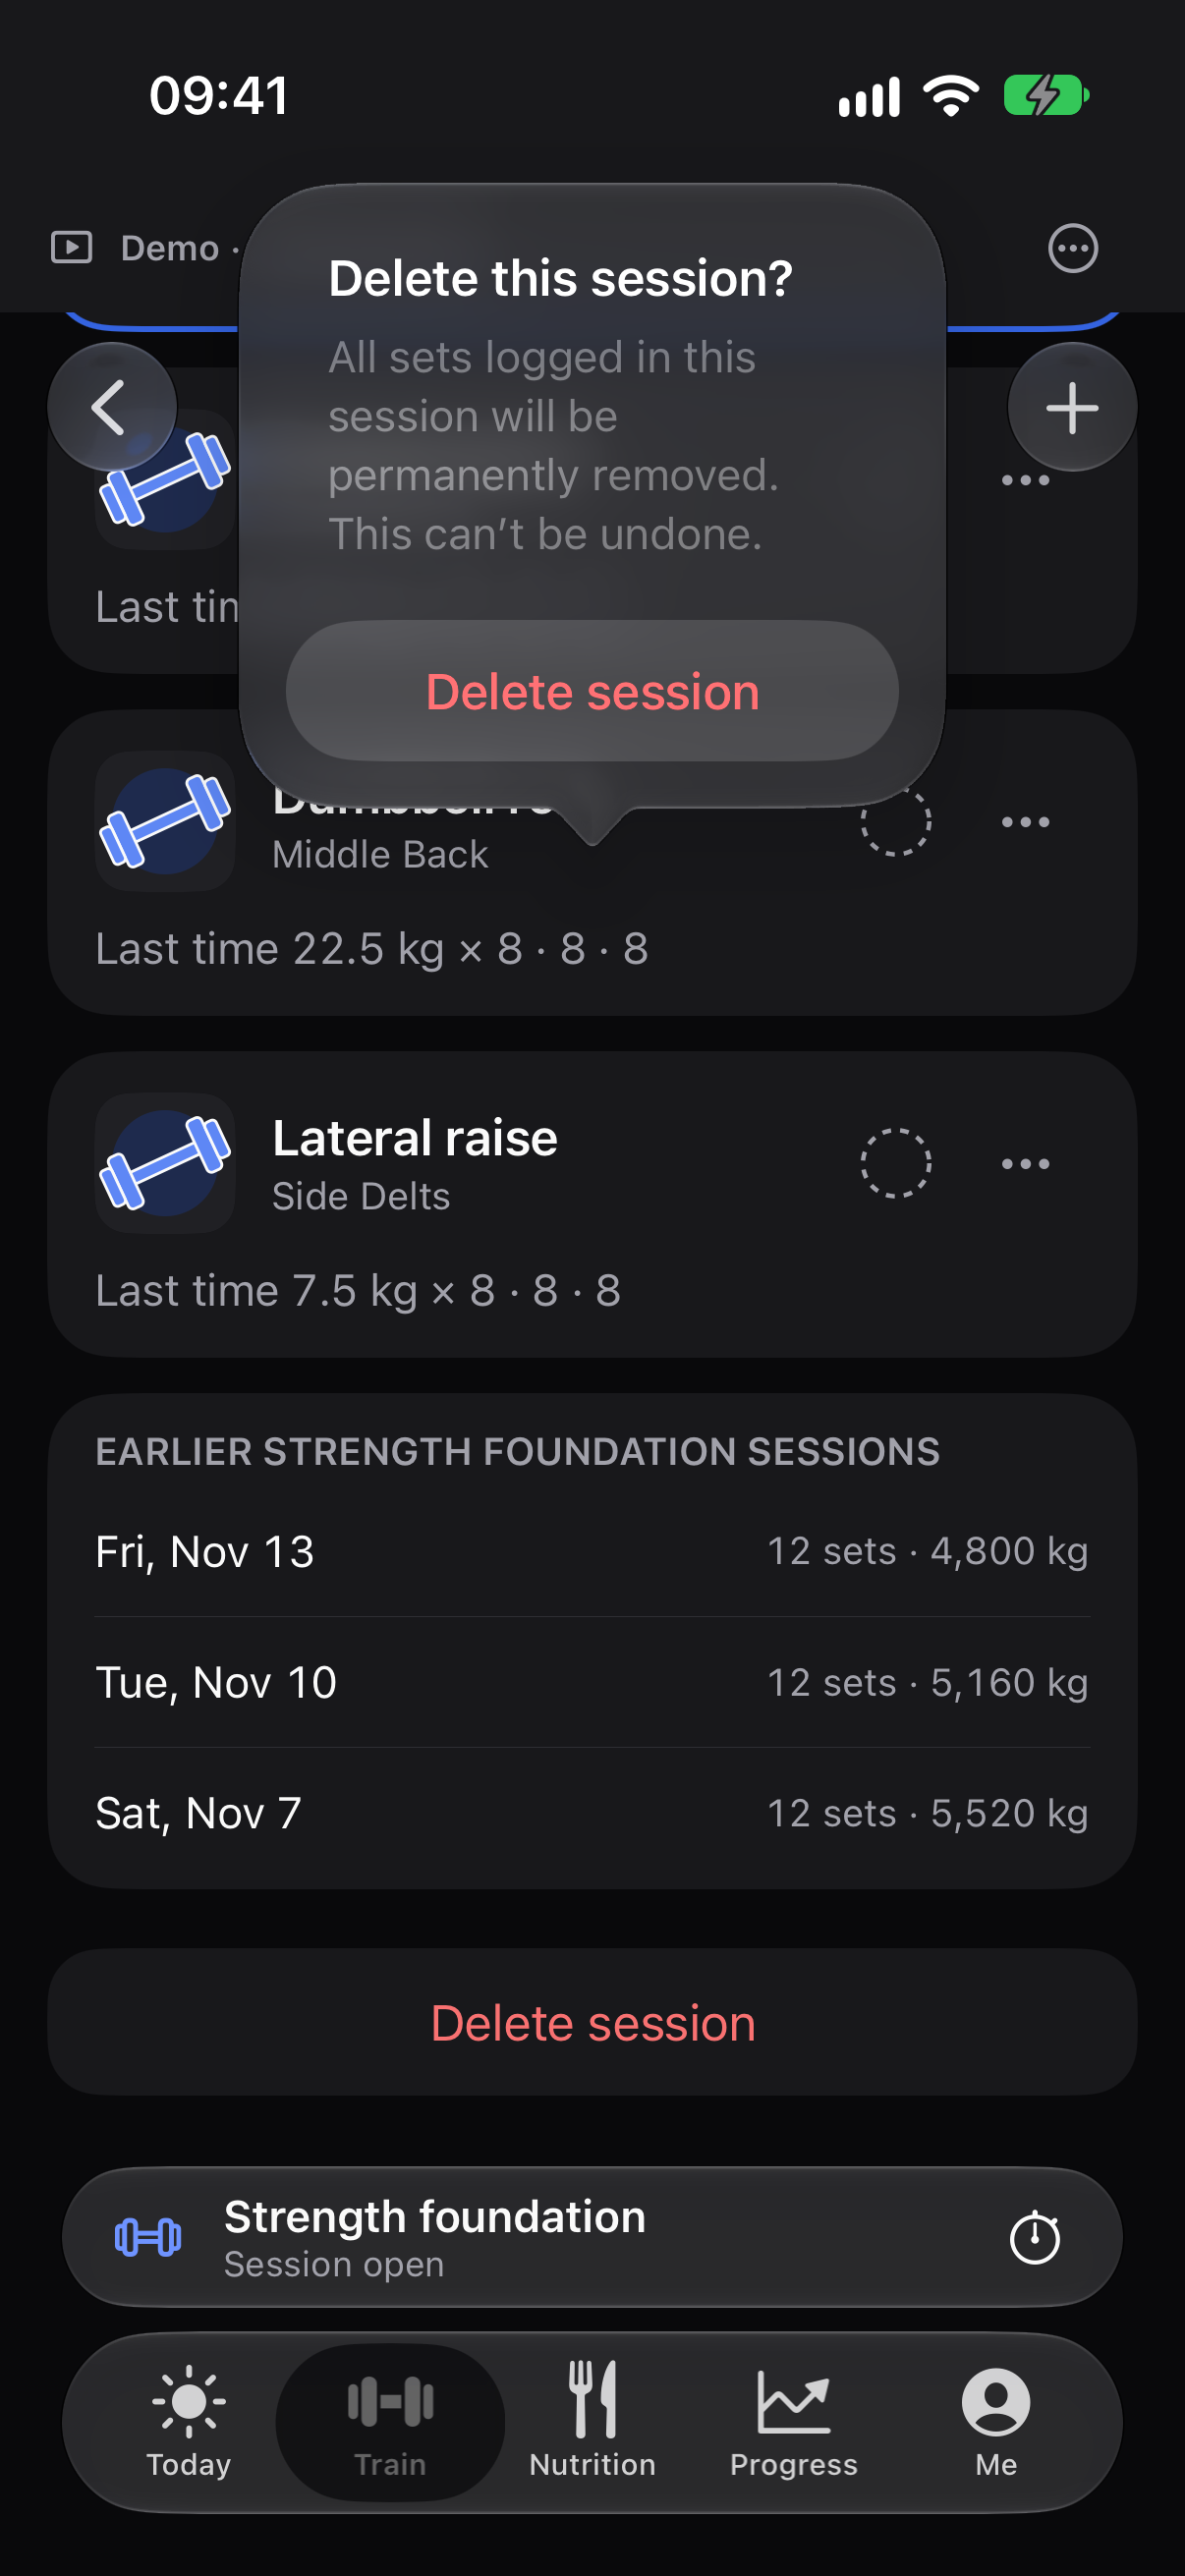 09:41
Demo ·
Delete this session?
All sets logged in this
session will be
permanently removed.
This can’t be undone.
Delete session
Last
Middle Back
Last time 22.5 kg × 8 · 8 · 8
Lateral raise
Side Delts
Last time 7.5 kg × 8 · 8 · 8
EARLIER STRENGTH FOUNDATION SESSIONS
Fri, Nov 13
12 sets · 4,800 kg
Tue, Nov 10
12 sets · 5,160 kg
Sat, Nov 7
12 sets · 5,520 kg
Delete session
Strength foundation
Session open
Today
Train
Nutrition
Progress
Me